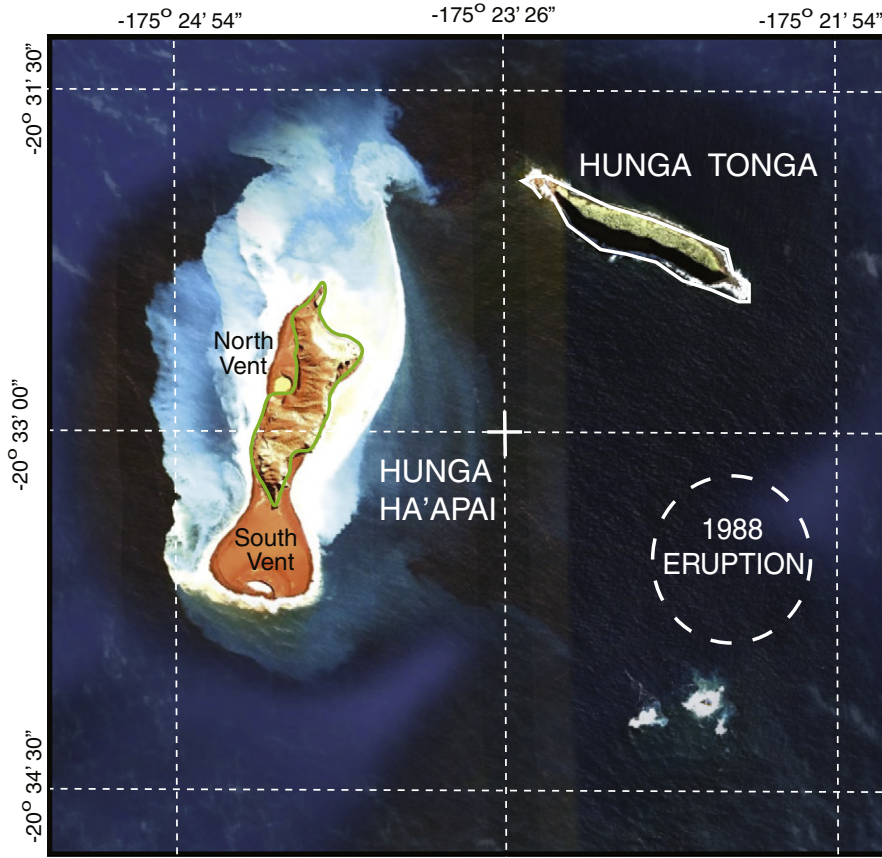 -175° 24' 54"
-175° 23' 26"
-175° 21' 54"
-20° 31' 30"
HUNGA TONGA
North
Vent
-20° 33' 00"
HUNGA
HA'APAI
1988
ERUPTION
South
Vent
-20° 34' 30"